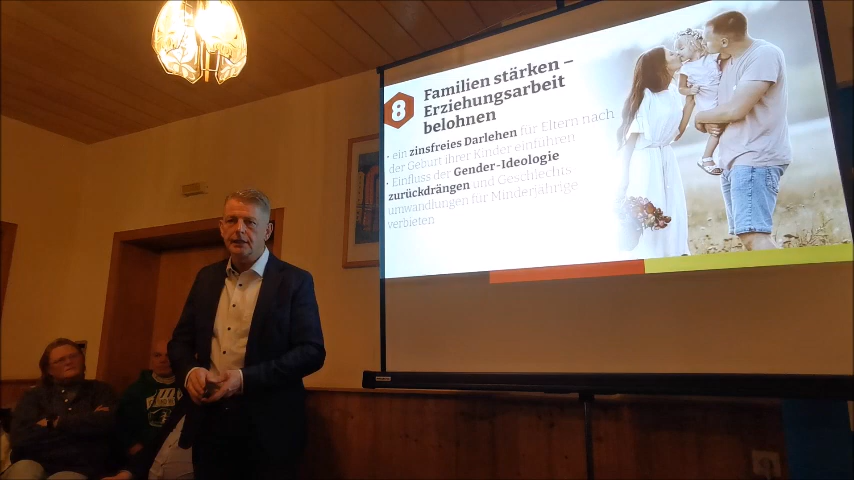 8
Familien stärken –
Erziehungsarbeit
belohnen
· ein zinsfreies Darlehen für Eltern nach
der Geburt ihrer Kinder einführen
· Einfluss der Gender-Ideologie
zurückdrängen und Geschlechts
umwandlungen für Minderjährige
verbieten